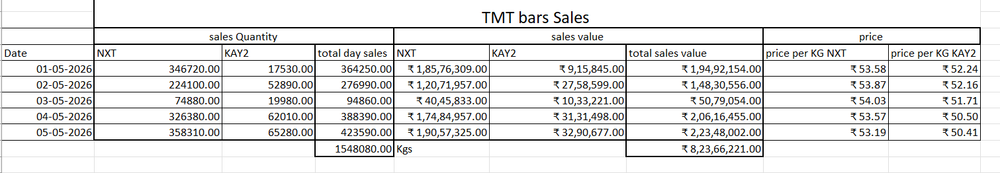 TMT bars Sales
sales Quantity sales value price
Date NXT KAY2 total day sales NXT KAY2 total sales value price per KG NXT price per KG KAY2
01-05-2026 346720.00 17530.00 364250.00 ₹ 1,85,76,309.00 ₹ 9,15,845.00 ₹ 1,94,92,154.00 ₹ 53.58 ₹ 52.24
02-05-2026 224100.00 52890.00 276990.00 ₹ 1,20,71,957.00 ₹ 27,58,599.00 ₹ 1,48,30,556.00 ₹ 53.87 ₹ 52.16
03-05-2026 74880.00 19980.00 94860.00 ₹ 40,45,833.00 ₹ 10,33,221.00 ₹ 50,79,054.00 ₹ 54.03 ₹ 51.71
04-05-2026 326380.00 62010.00 388390.00 ₹ 1,74,84,957.00 ₹ 31,31,498.00 ₹ 2,06,16,455.00 ₹ 53.57 ₹ 50.50
05-05-2026 358310.00 65280.00 423590.00 ₹ 1,90,57,325.00 ₹ 32,90,677.00 ₹ 2,23,48,002.00 ₹ 53.19 ₹ 50.41
1548080.00 Kgs ₹ 8,23,66,221.00